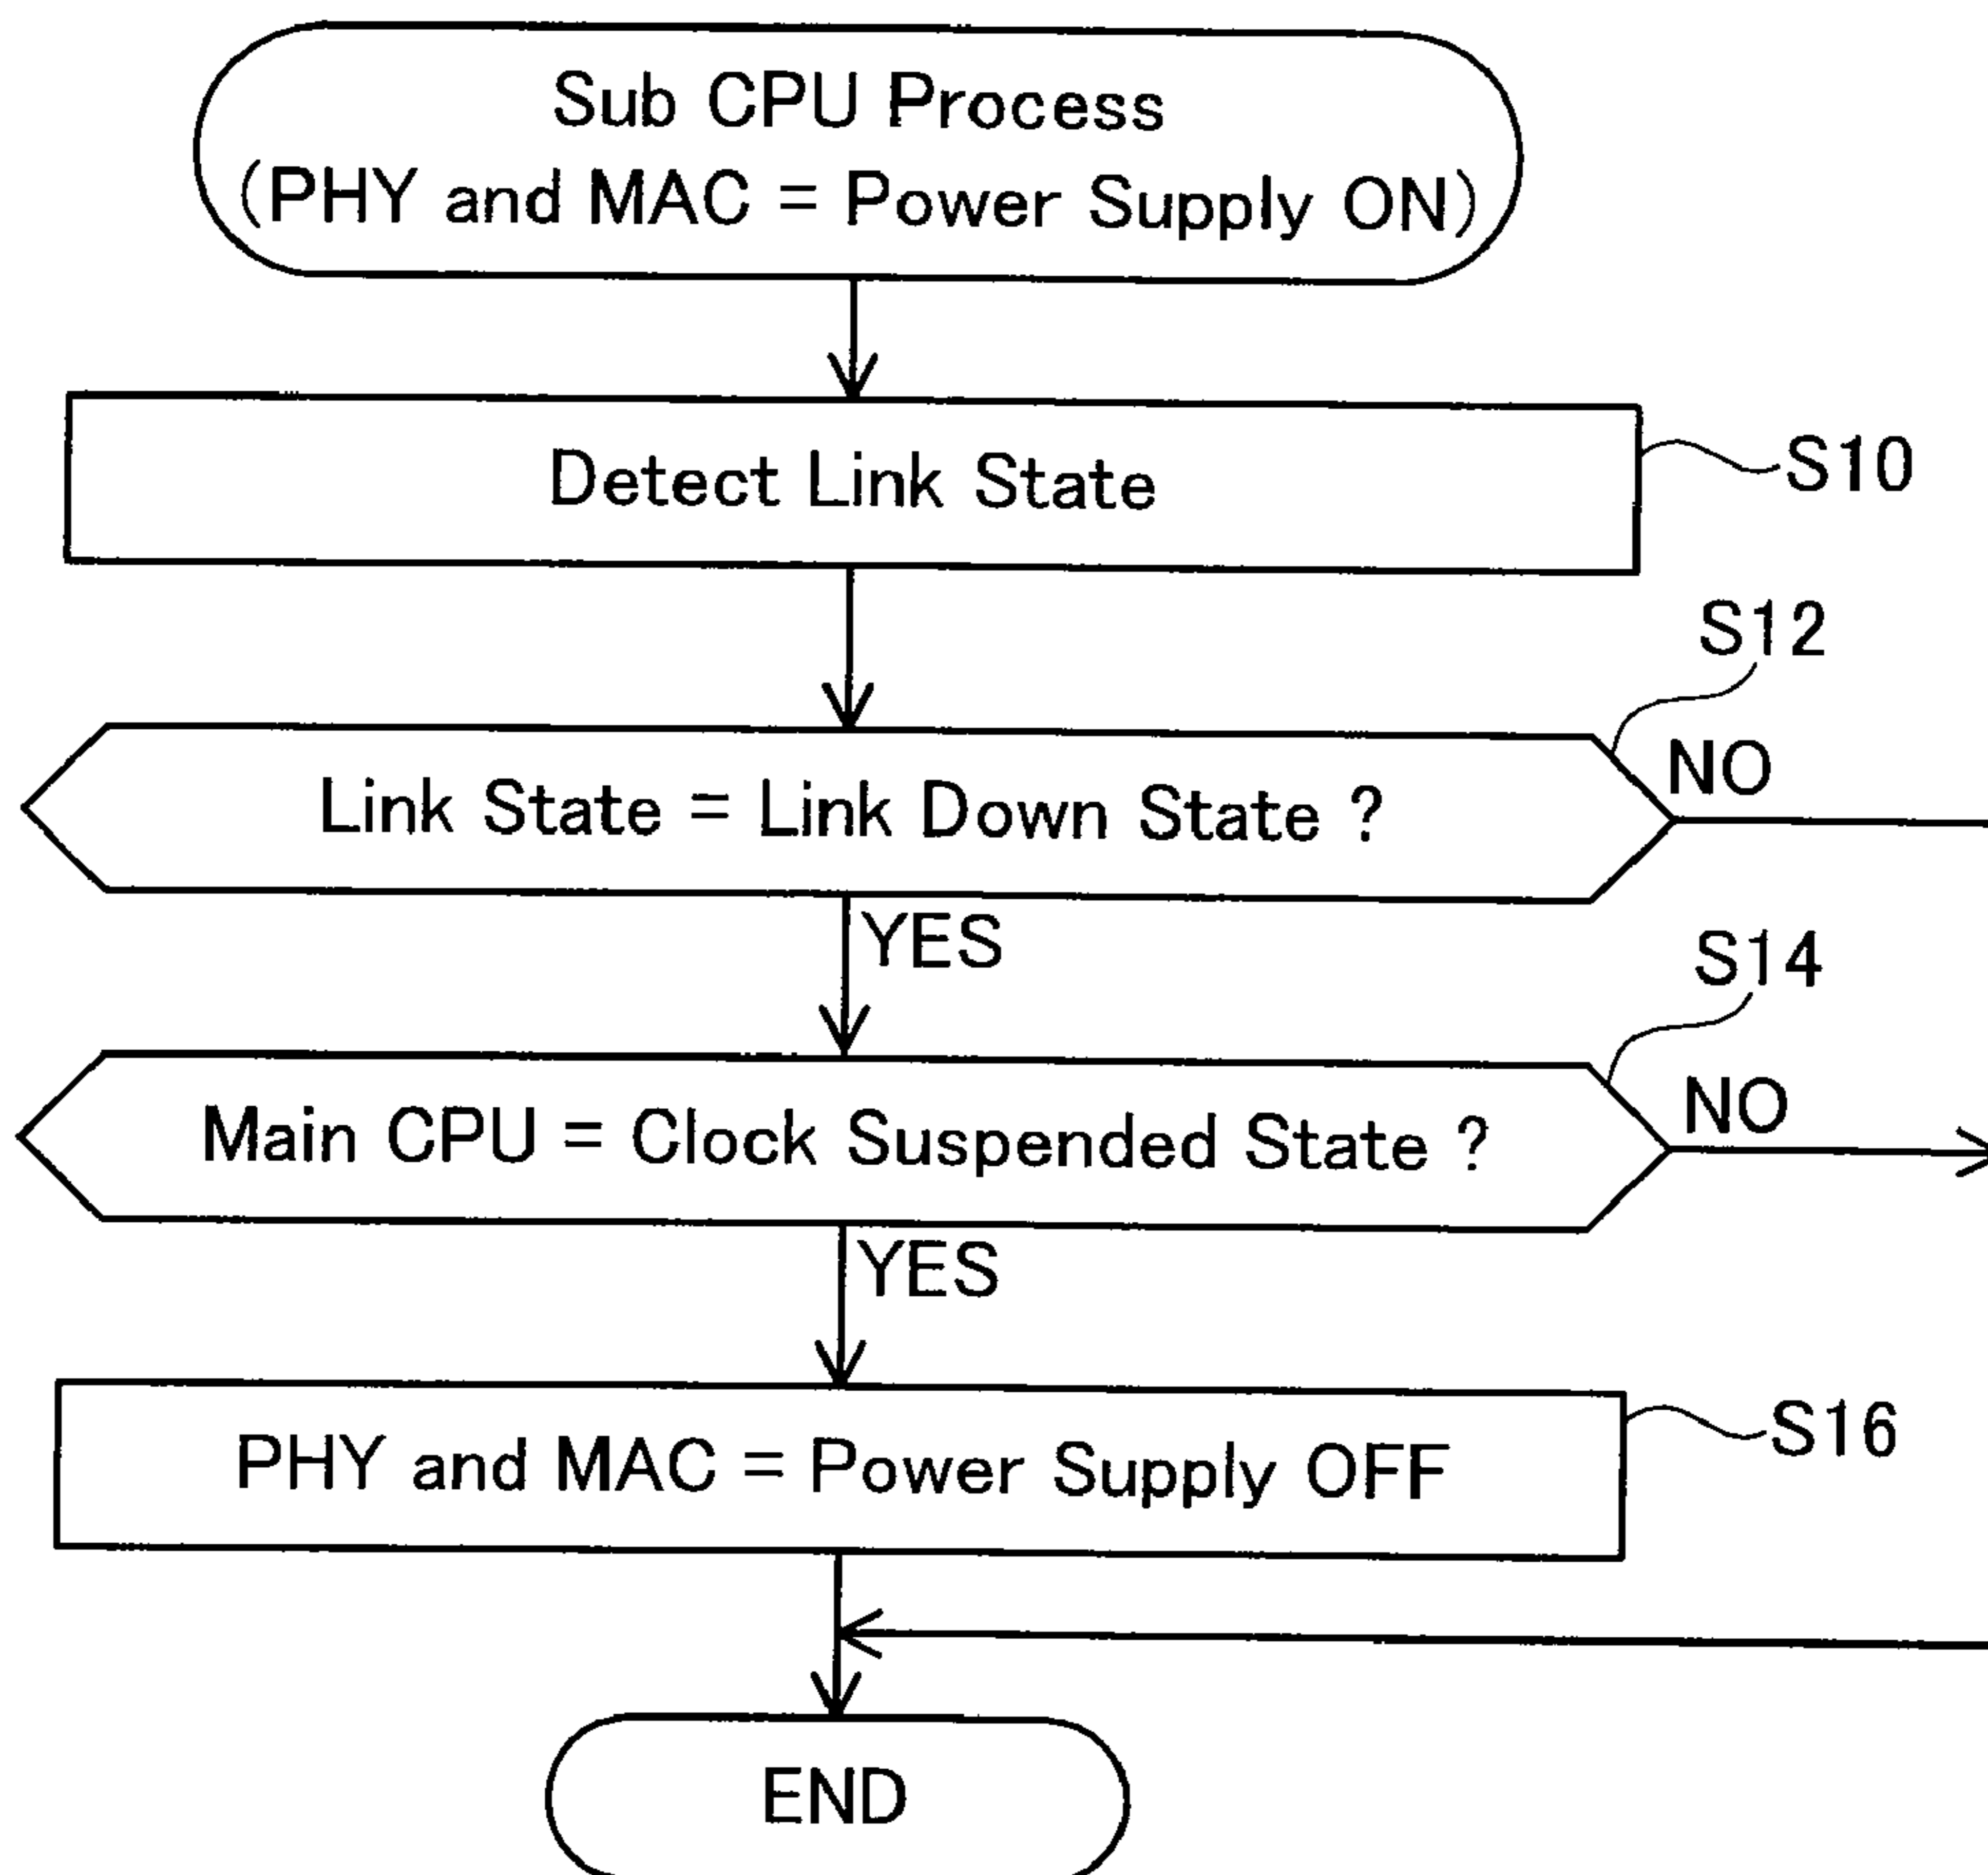 Sub CPU Process
(PHY and MAC = Power Supply ON)
Detect Link State
S10
S12
Link State = Link Down State ?
NO
YES
S14
Main CPU = Clock Suspended State ?
NO
YES
PHY and MAC = Power Supply OFF
S16
END